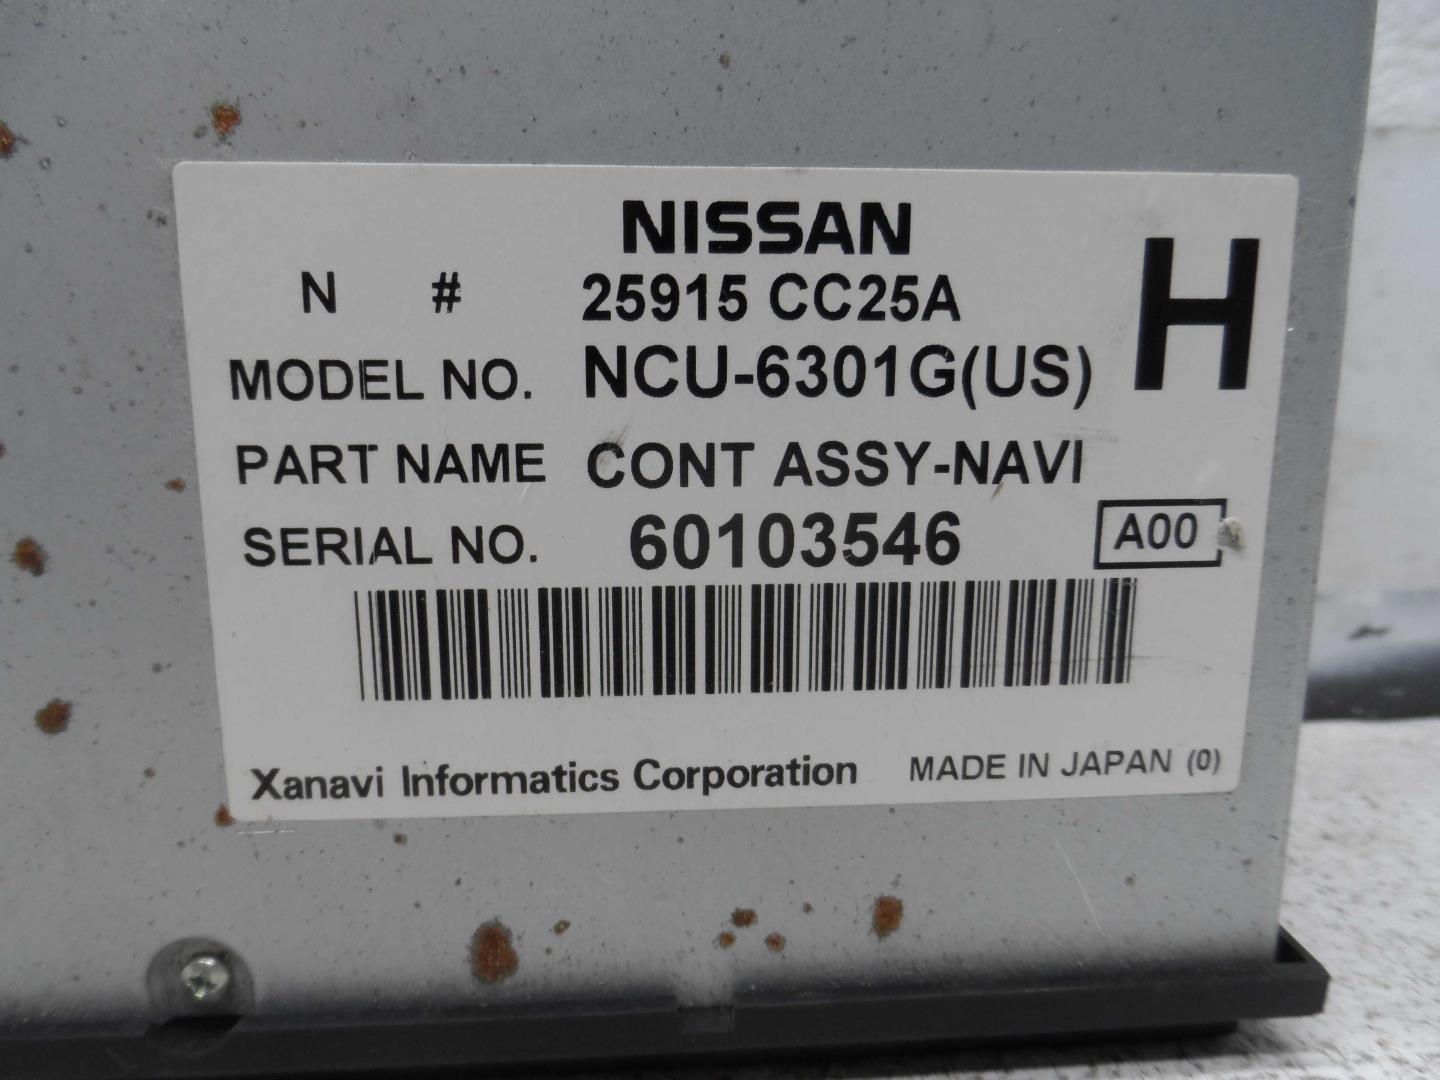 NISSAN
N # 25915 CC25A
H
MODEL NO. NCU-6301G(US)
PART NAME CONT ASSY-NAVI
SERIAL NO. 60103546 A00
Xanavi Informatics Corporation MADE IN JAPAN (0)